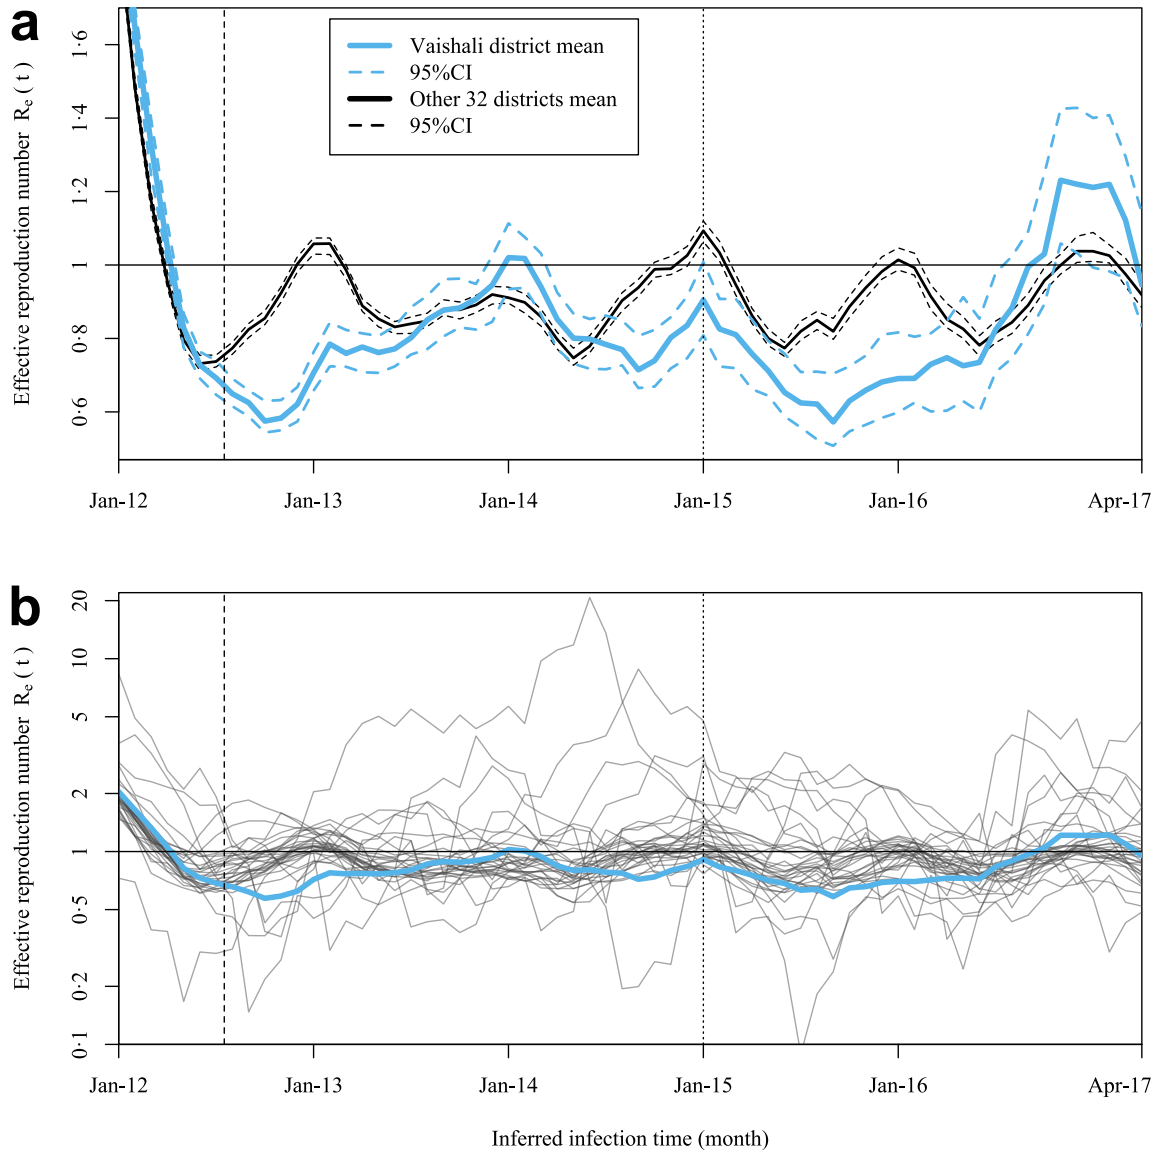 a
Effective reproduction number Rₑ ( t )
1·6
1·4
1·2
1
0·8
0·6
Vaishali district mean
95%CI
Other 32 districts mean
95%CI
Jan-12 Jan-13 Jan-14 Jan-15 Jan-16 Apr-17
b
Effective reproduction number Rₑ ( t )
20
10
5
2
1
0·5
0·2
0·1
Jan-12 Jan-13 Jan-14 Jan-15 Jan-16 Apr-17
Inferred infection time (month)